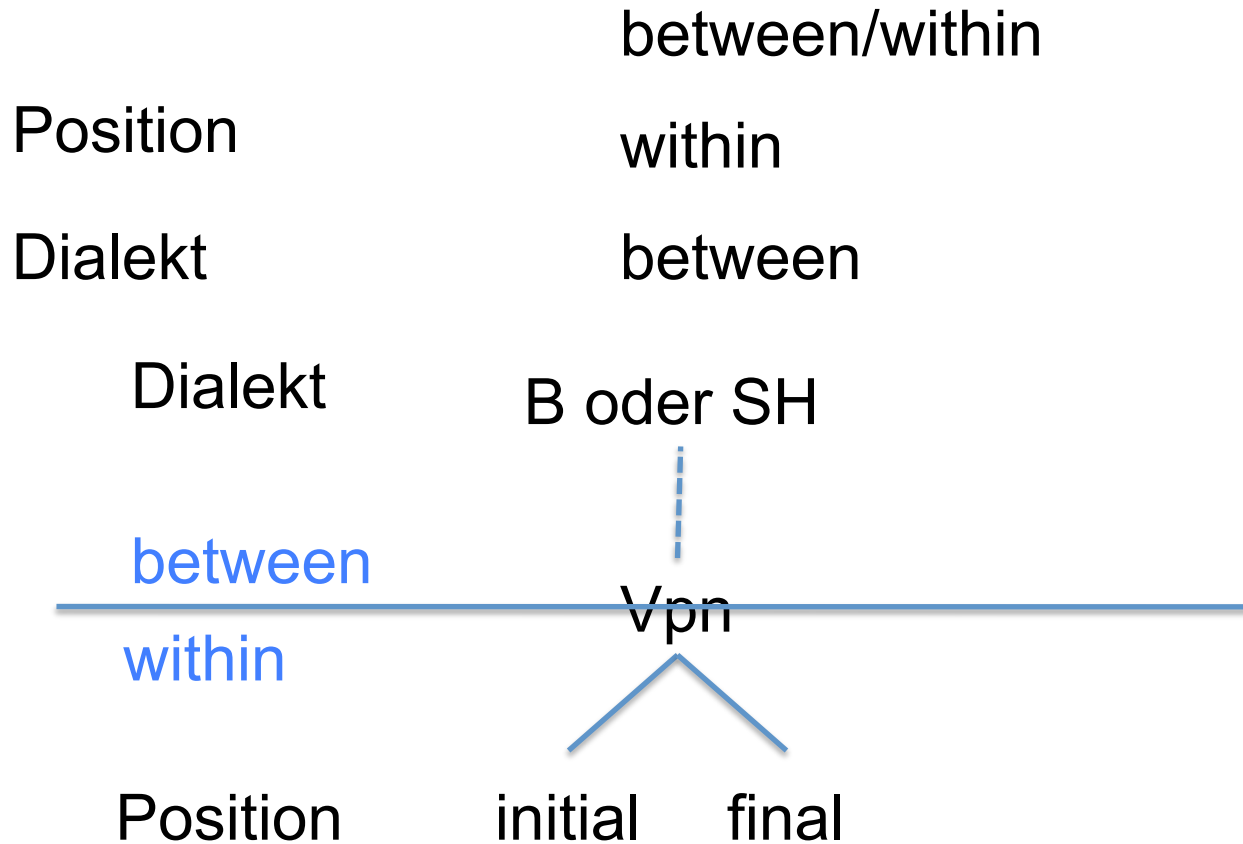 between/within
Position within
Dialekt between
Dialekt B oder SH
between
Vpn
within
Position initial final